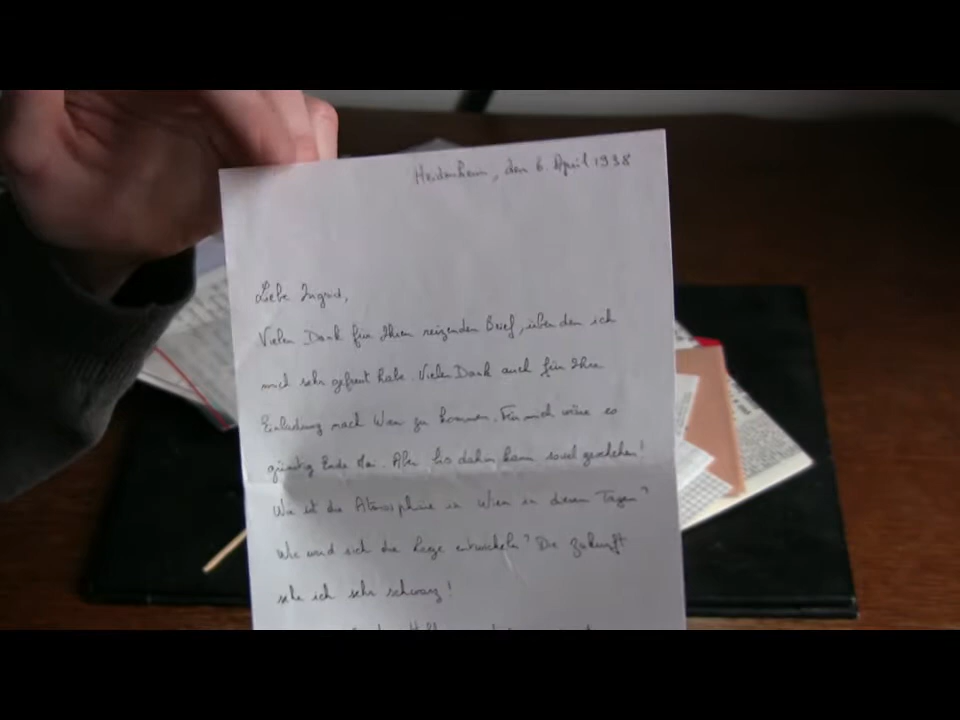 Heidenheim, den 6. April 1938
Liebe Ingrid,
Vielen Dank für Ihren reizenden Brief, über den ich
mich sehr gefreut habe. Vielen Dank auch für Ihre
Einladung nach Wien zu kommen. Für mich wäre es
günstig Ende Mai. Aber bis dahin kann soviel geschehen!
Wie ist die Atmosphäre in Wien in diesen Tagen?
Wie wird sich die Lage entwickeln? Die Zukunft
sehe ich sehr schwarz!